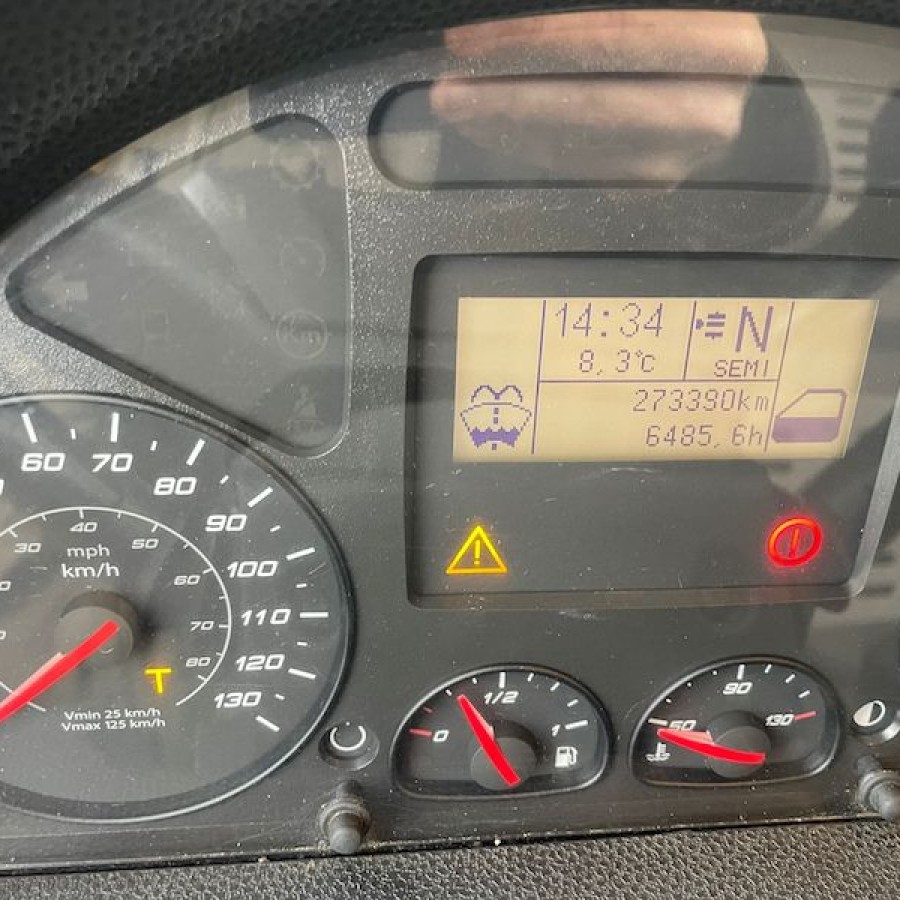 14:34
N
8,3°C
SEMI
273390km
6485,6h
60 70 80 90 100 110 120 130
30 40 50 60 70 80
mph
km/h
T
Vmin 25 km/h
Vmax 125 km/h
0 1/2 1
50 90 130